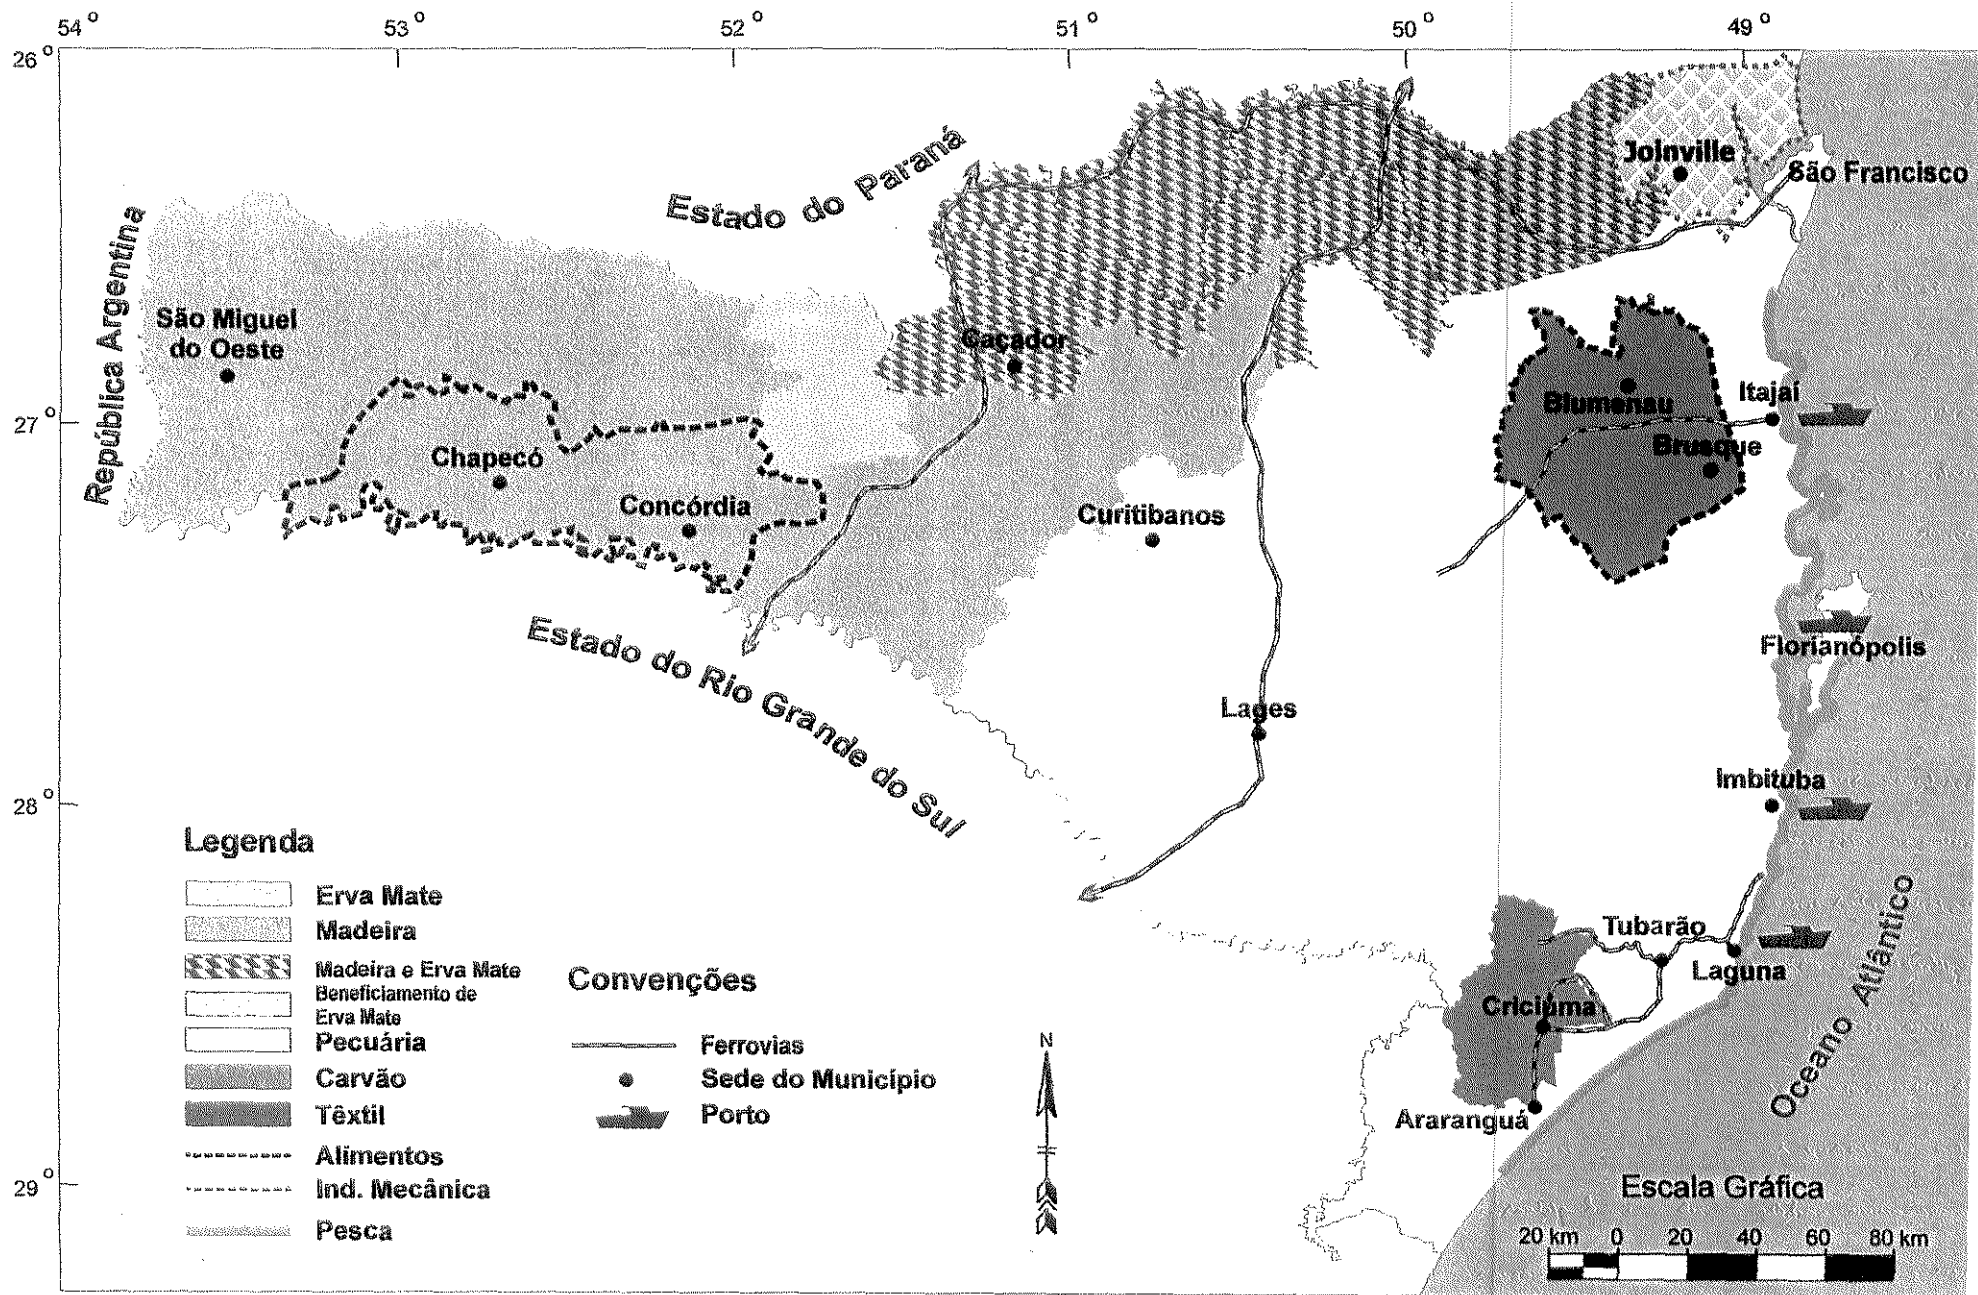 54° 53° 52° 51° 50° 49°
26°
Estado do Paraná
Joinville
São Francisco
República Argentina
São Miguel
do Oeste
Caçador
27°
Itajaí
Blumenau
Brusque
Chapecó
Concórdia
Curitibanos
Estado do Rio Grande do Sul
Florianópolis
Lages
Imbituba
28°
Legenda
Erva Mate
Madeira
Madeira e Erva Mate
Beneficiamento de
Erva Mate
Pecuária
Carvão
Têxtil
Alimentos
Ind. Mecânica
Pesca
Convenções
Ferrovias
Sede do Município
Porto
N
Tubarão
Laguna
Criciúma
Araranguá
Oceano Atlântico
29°
Escala Gráfica
20 km 0 20 40 60 80 km